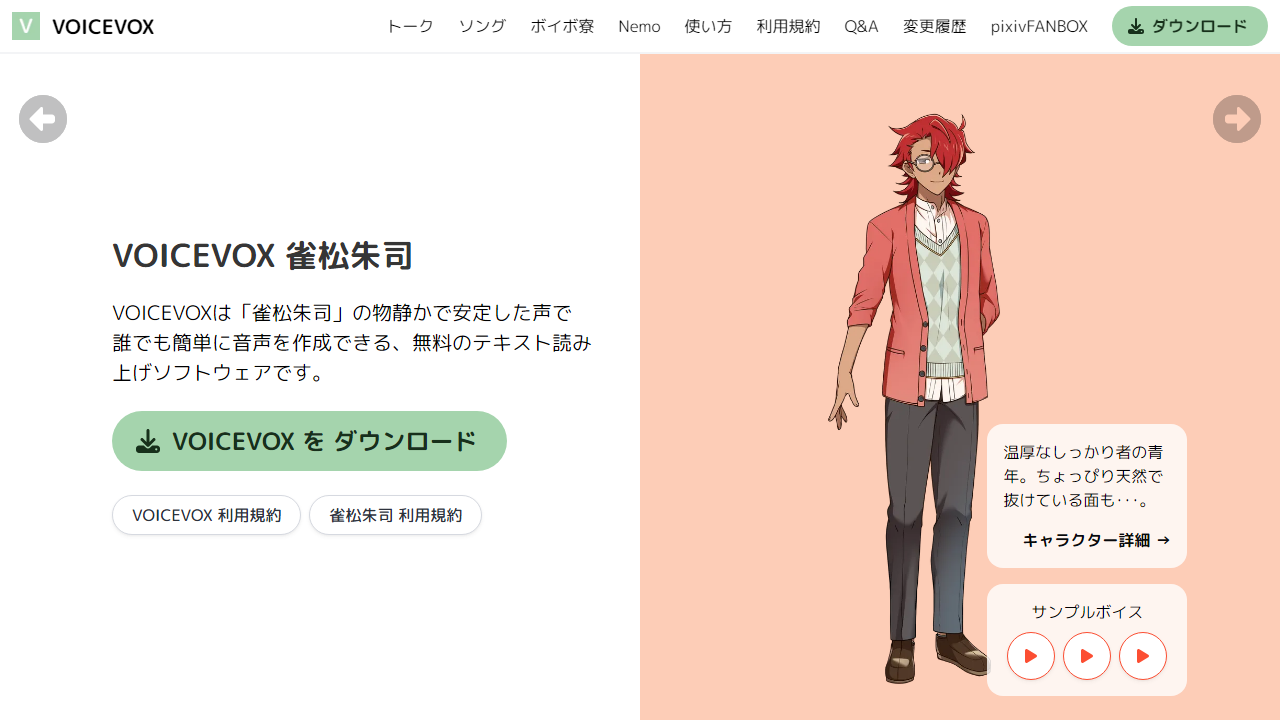 V VOICEVOX
トーク ソング ボイボ寮 Nemo 使い方 利用規約 Q&A 変更履歴 pixivFANBOX ダウンロード
VOICEVOX 雀松朱司
VOICEVOXは「雀松朱司」の物静かで安定した声で
誰でも簡単に音声を作成できる、無料のテキスト読み
上げソフトウェアです。
VOICEVOX を ダウンロード
VOICEVOX 利用規約 雀松朱司 利用規約
温厚なしっかり者の青
年。ちょっぴり天然で
抜けている面も･･･。
キャラクター詳細 →
サンプルボイス